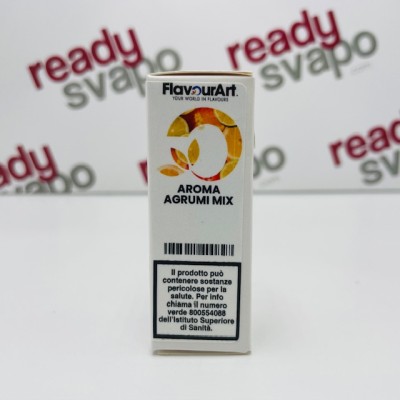 ready
svapo
ready
svapo
ready
svapo
ready
svapo
FlavourArt.
YOUR WORLD IN FLAVOURS
AROMA
AGRUMI MIX
Il prodotto può
contenere sostanze
pericolose per la
salute. Per info
chiama il numero
verde 800554088
dell'Istituto Superiore
di Sanità.